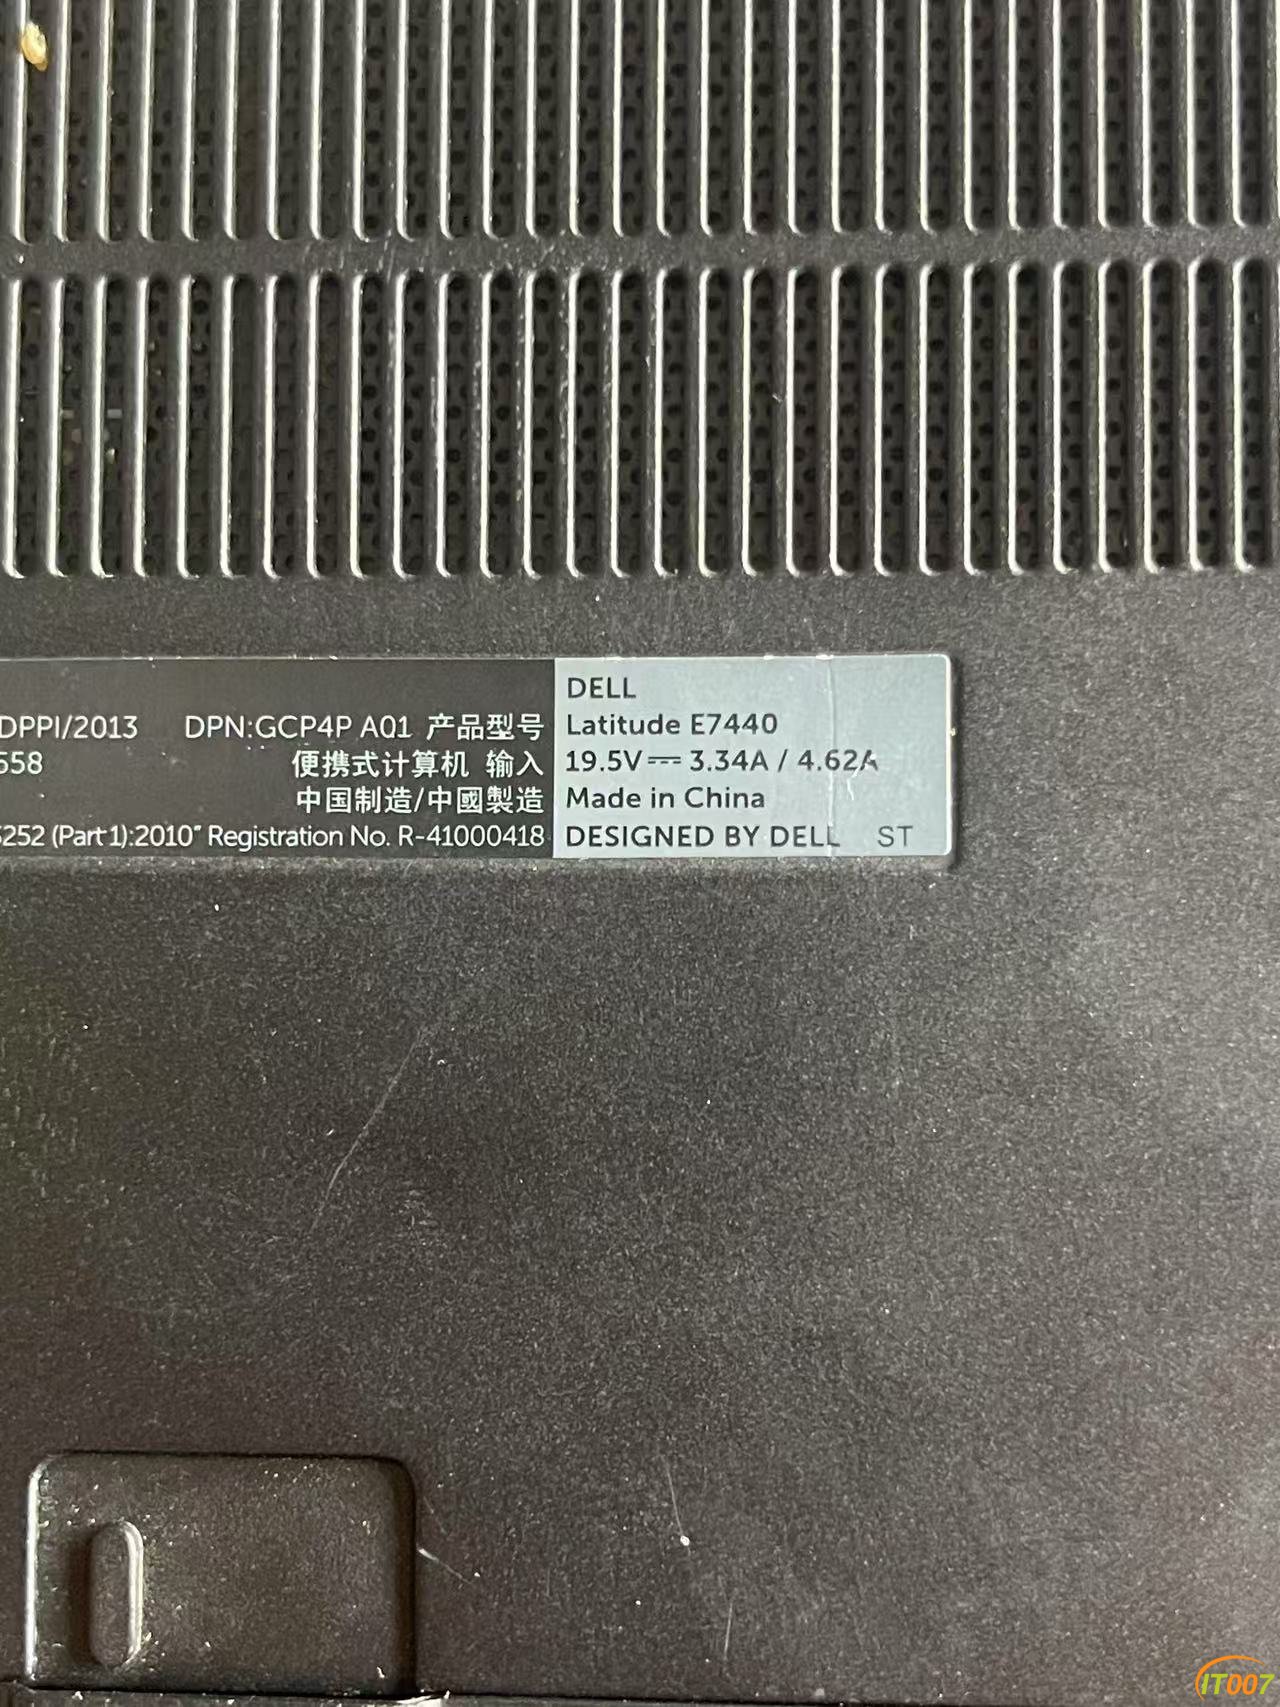 DPPI/2013 DPN:GCP4P A01 产品型号
558 便携式计算机 输入
中国制造/中國製造
5252 (Part 1):2010” Registration No. R-41000418
DELL
Latitude E7440
19.5V⎓ 3.34A / 4.62A
Made in China
DESIGNED BY DELL ST
IT007